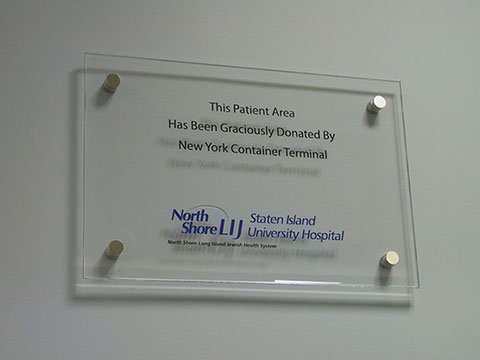 This Patient Area
Has Been Graciously Donated By
New York Container Terminal
North
Shore LIJ
Staten Island
University Hospital
North Shore-Long Island Jewish Health System